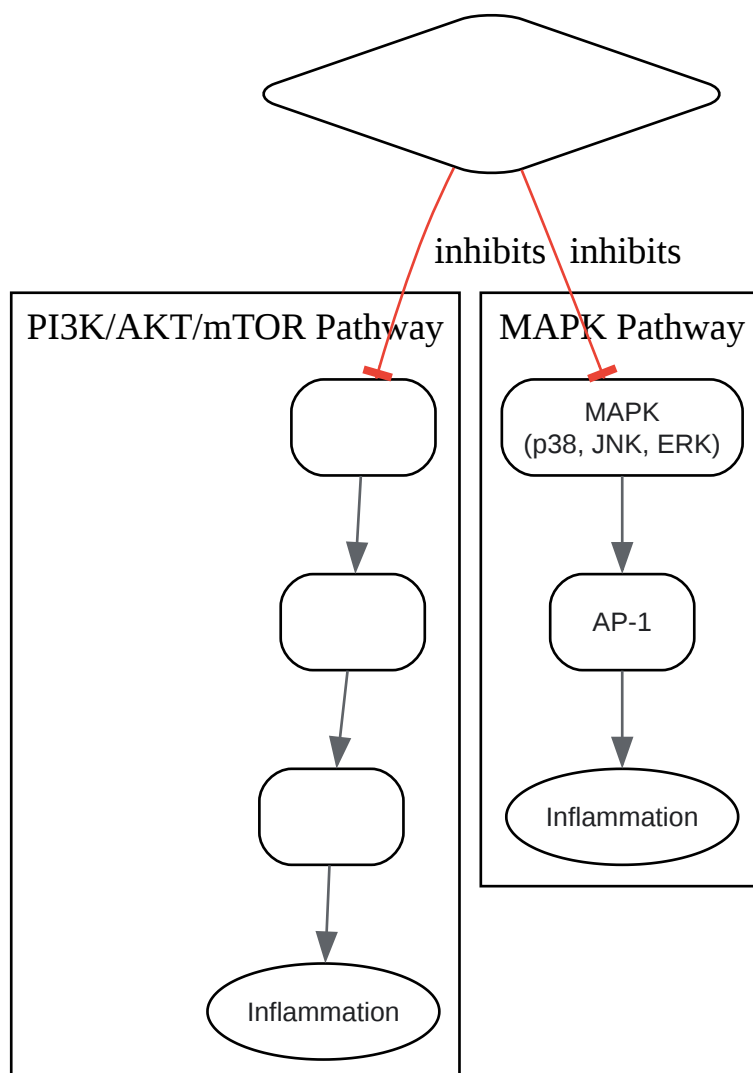 inhibits inhibits
PI3K/AKT/mTOR Pathway
MAPK Pathway
MAPK
(p38, JNK, ERK)
AP-1
Inflammation
Inflammation